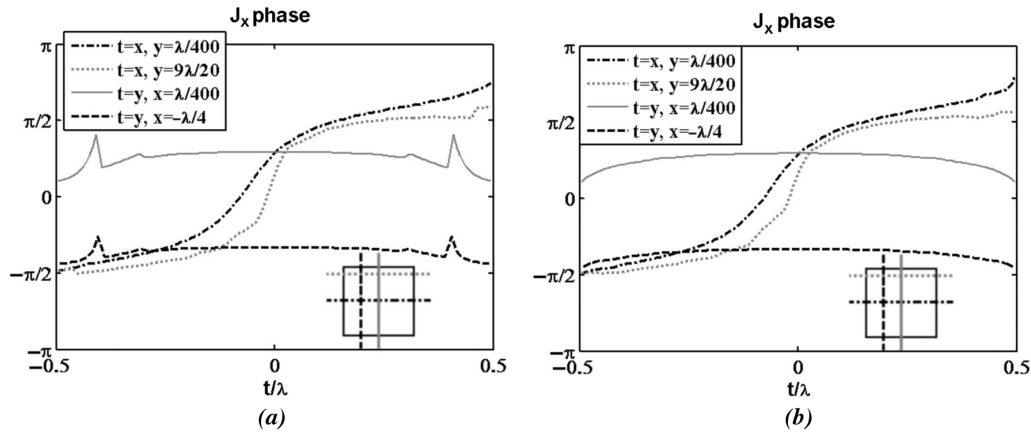 Jx phase
π
t=x, y=λ/400
t=x, y=9λ/20
t=y, x=λ/400
t=y, x=−λ/4
π/2
0
−π/2
−π
−0.5
0
0.5
t/λ
(a)
Jx phase
π
t=x, y=λ/400
t=x, y=9λ/20
t=y, x=λ/400
t=y, x=−λ/4
π/2
0
−π/2
−π
−0.5
0
0.5
t/λ
(b)